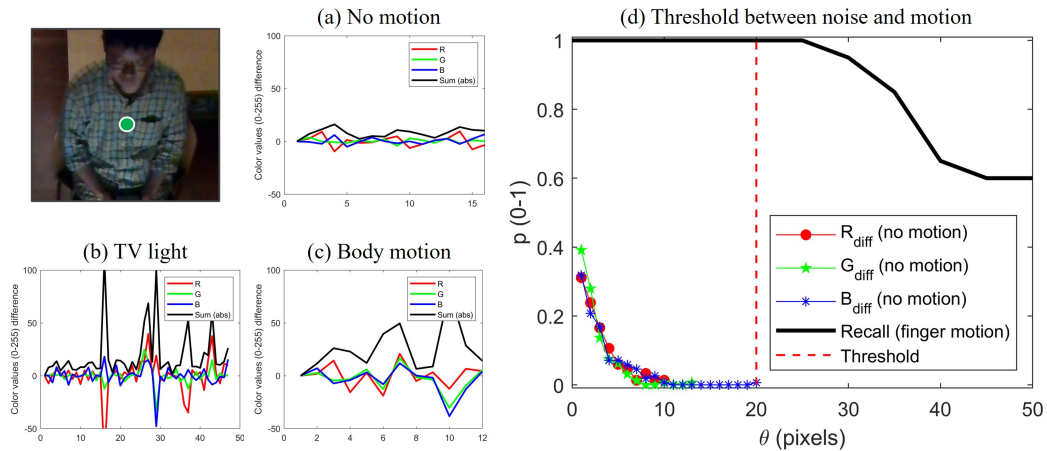 (a) No motion
Color values (0-255) difference
100
50
0
-50
0
5
10
15
R
G
B
Sum (abs)
(b) TV light
Color values (0-255) difference
100
50
0
-50
0
10
20
30
40
50
R
G
B
Sum (abs)
(c) Body motion
Color values (0-255) difference
100
50
0
-50
0
2
4
6
8
10
12
R
G
B
Sum (abs)
(d) Threshold between noise and motion
p (0-1)
1
0.8
0.6
0.4
0.2
0
0
10
20
30
40
50
θ (pixels)
R_diff (no motion)
G_diff (no motion)
B_diff (no motion)
Recall (finger motion)
Threshold